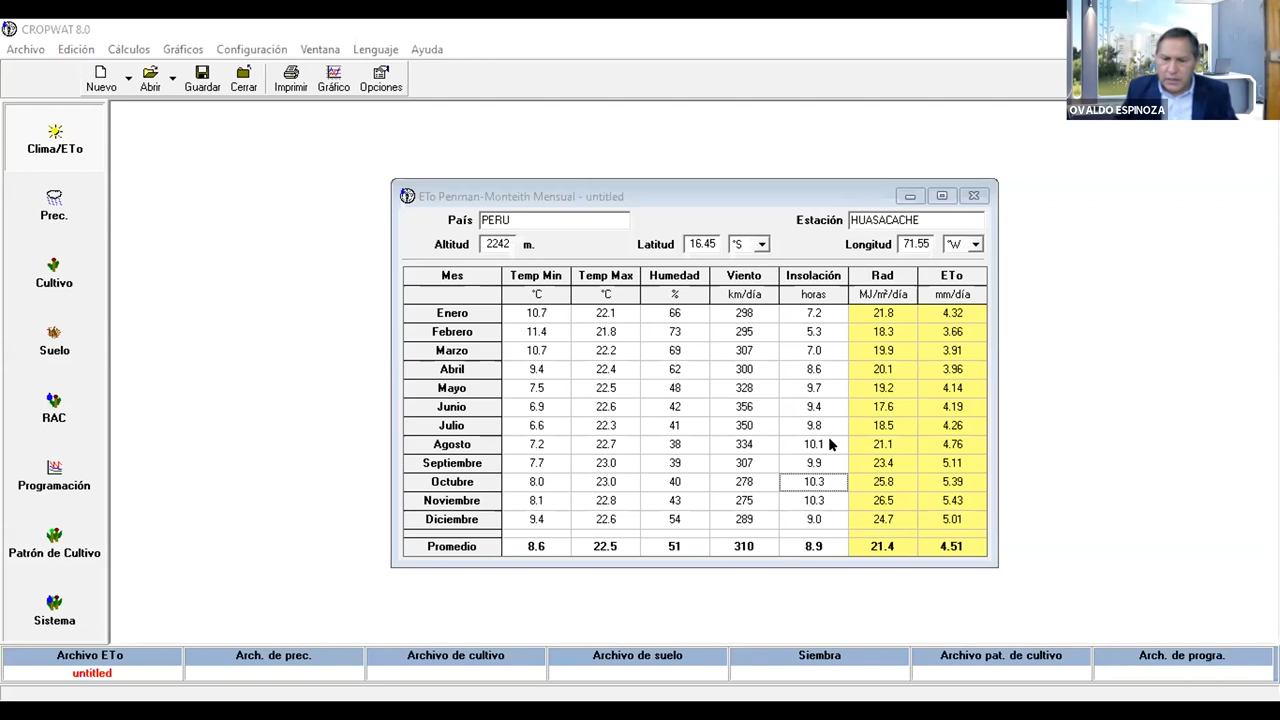 CROPWAT 8.0
Archivo Edición Cálculos Gráficos Configuración Ventana Lenguaje Ayuda
Nuevo Abrir Guardar Cerrar Imprimir Gráfico Opciones
OVALDO ESPINOZA
Clima/ETo
Prec.
Cultivo
Suelo
RAC
Programación
Patrón de Cultivo
Sistema
ETo Penman-Monteith Mensual - untitled
País PERU Estación HUASACACHE
Altitud 2242 m. Latitud 16.45 °S Longitud 71.55 °W
Mes Temp Min Temp Max Humedad Viento Insolación Rad ETo
°C °C % km/día horas MJ/m²/día mm/día
Enero 10.7 22.1 66 298 7.2 21.8 4.32
Febrero 11.4 21.8 73 295 5.3 18.3 3.66
Marzo 10.7 22.2 69 307 7.0 19.9 3.91
Abril 9.4 22.4 62 300 8.6 20.1 3.96
Mayo 7.5 22.5 48 328 9.7 19.2 4.14
Junio 6.9 22.6 42 356 9.4 17.6 4.19
Julio 6.6 22.3 41 350 9.8 18.5 4.26
Agosto 7.2 22.7 38 334 10.1 21.1 4.76
Septiembre 7.7 23.0 39 307 9.9 23.4 5.11
Octubre 8.0 23.0 40 278 10.3 25.8 5.39
Noviembre 8.1 22.8 43 275 10.3 26.5 5.43
Diciembre 9.4 22.6 54 289 9.0 24.7 5.01
Promedio 8.6 22.5 51 310 8.9 21.4 4.51
Archivo ETo Arch. de prec. Archivo de cultivo Archivo de suelo Siembra Archivo pat. de cultivo Arch. de progra.
untitled